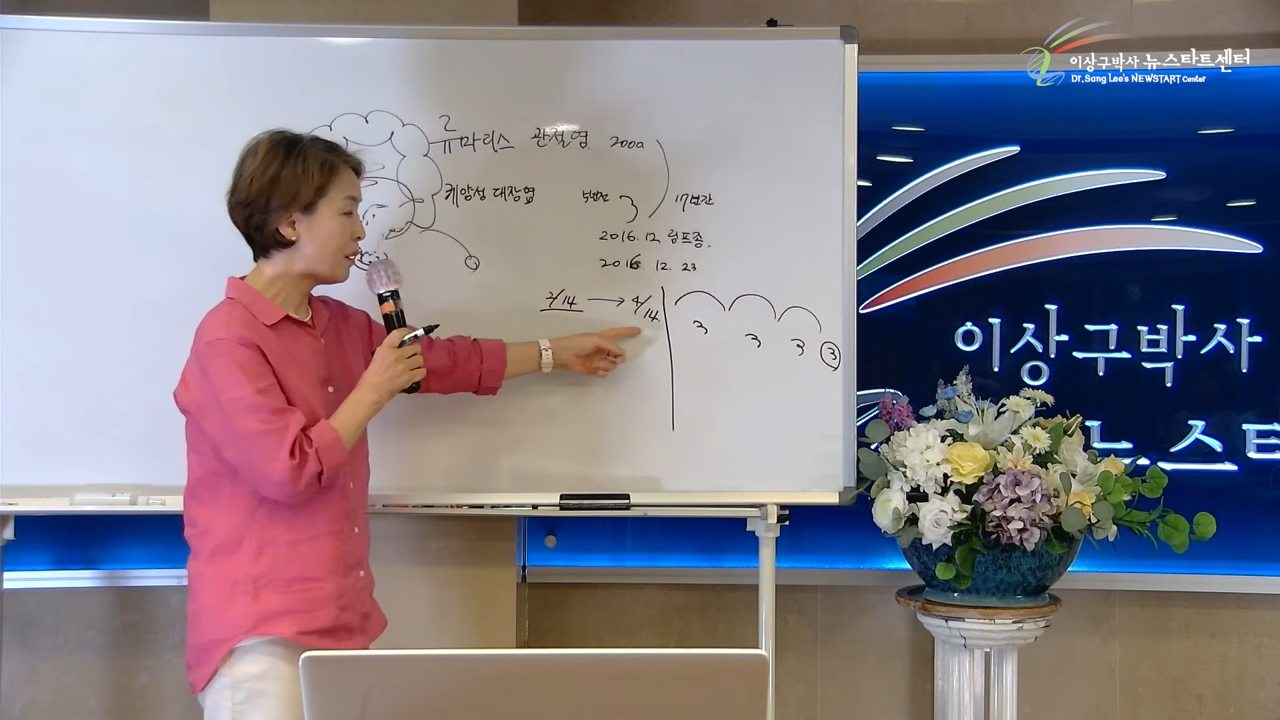 이상구박사 뉴스타트센터
Dr. Sang Lee's NEWSTART Center
류마티스 관절염 200a
궤양성 대장염 5년전 17년간
2016. 12. 림프종.
2016 12. 23
2/14 → 4/14
3 3 3 3
이상구박사
뉴스타